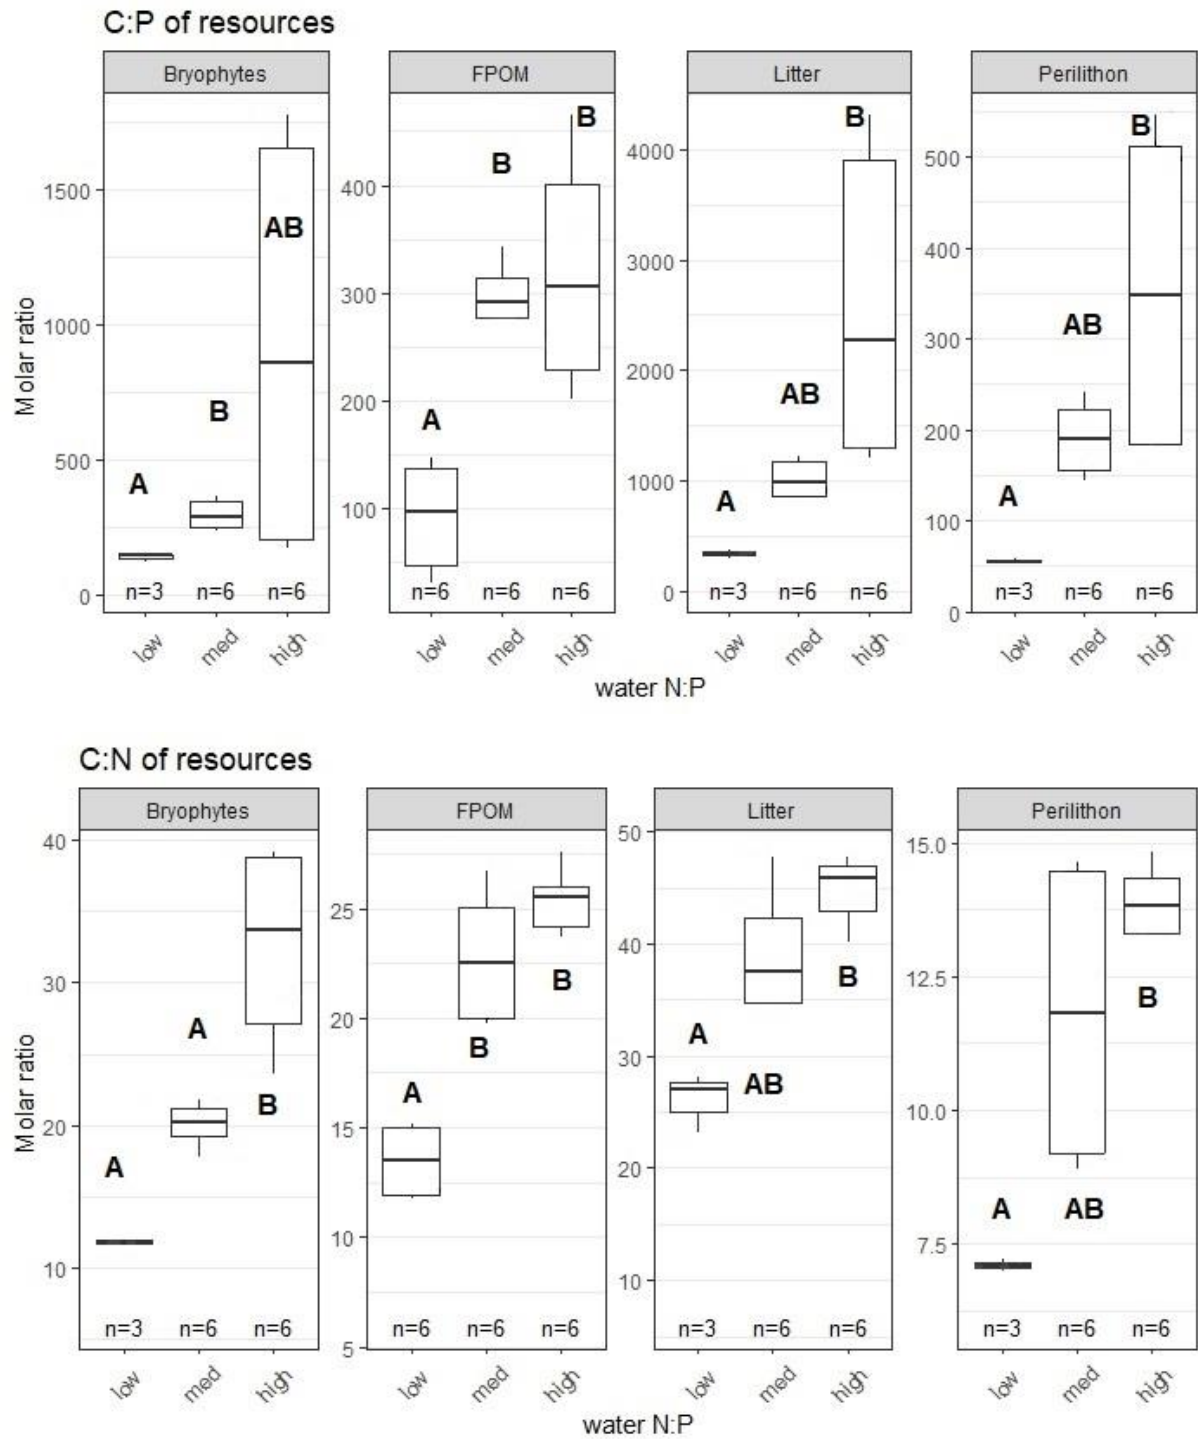 C:P of resources
Bryophytes FPOM Litter Perilithon
Molar ratio
1500
1000
500
0
A
B
AB
n=3 n=6 n=6
low med high
400
300
200
100
A
B
B
n=6 n=6 n=6
low med high
4000
3000
2000
1000
0
A
AB
B
n=3 n=6 n=6
low med high
500
400
300
200
100
0
A
AB
B
n=3 n=6 n=6
low med high
water N:P
C:N of resources
Bryophytes FPOM Litter Perilithon
Molar ratio
40
30
20
10
A
A
B
n=3 n=6 n=6
low med high
25
20
15
10
5
A
B
B
n=6 n=6 n=6
low med high
50
40
30
20
10
A
AB
B
n=3 n=6 n=6
low med high
15.0
12.5
10.0
7.5
A
AB
B
n=3 n=6 n=6
low med high
water N:P